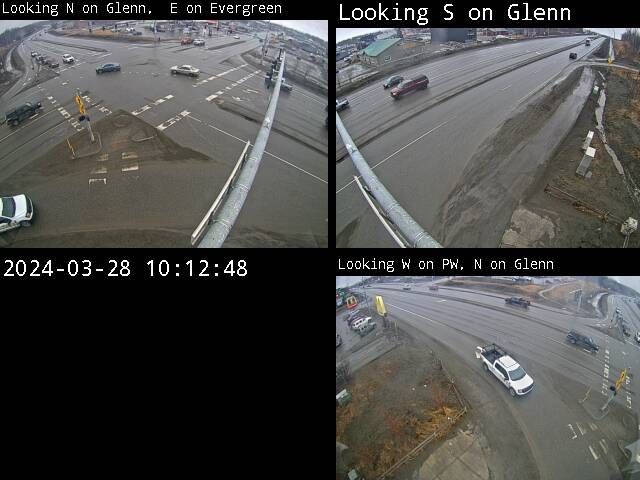 Looking N on Glenn,  E on Evergreen
Looking S on Glenn
2024-03-28 10:12:48
Looking W on PW, N on Glenn